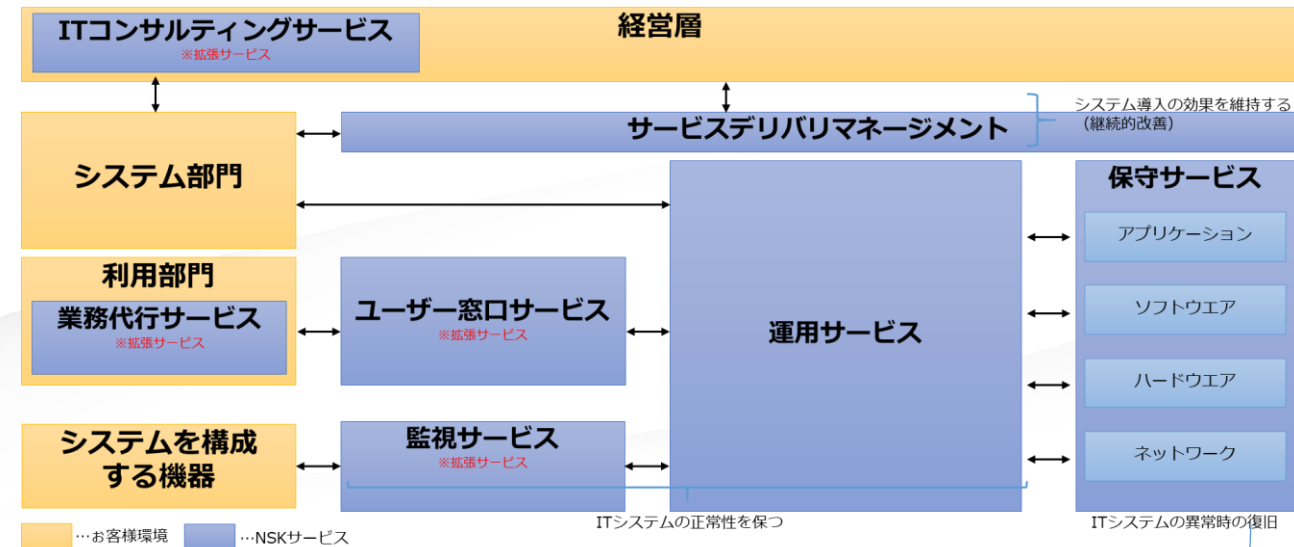 ITコンサルティングサービス
※拡張サービス
経営層
システム導入の効果を維持する
（継続的改善）
サービスデリバリマネージメント
システム部門
保守サービス
アプリケーション
利用部門
業務代行サービス
※拡張サービス
ユーザー窓口サービス
※拡張サービス
運用サービス
ソフトウエア
ハードウエア
システムを構成
する機器
監視サービス
※拡張サービス
ネットワーク
ITシステムの正常性を保つ
ITシステムの異常時の復旧
…お客様環境
…NSKサービス